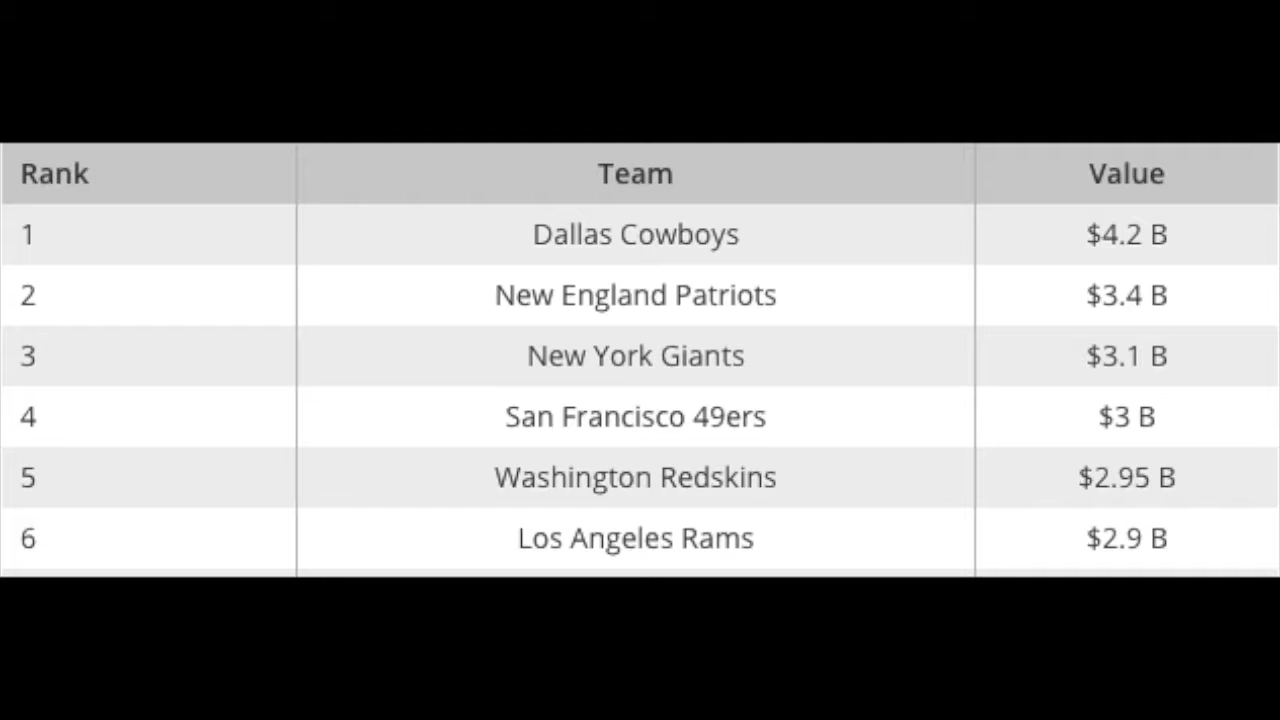 Rank Team Value
1 Dallas Cowboys $4.2 B
2 New England Patriots $3.4 B
3 New York Giants $3.1 B
4 San Francisco 49ers $3 B
5 Washington Redskins $2.95 B
6 Los Angeles Rams $2.9 B